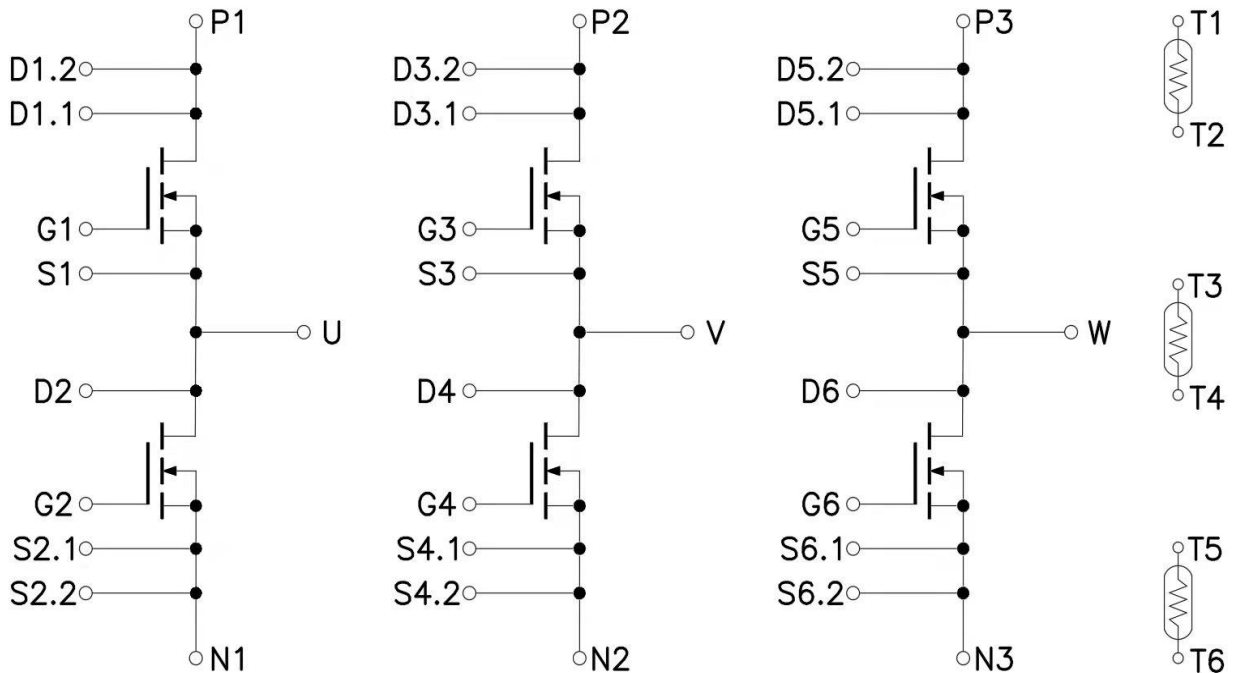 P1 P2 P3 T1
D1.2 D3.2 D5.2
D1.1 D3.1 D5.1 T2
G1 G3 G5
S1 S3 S5 T3
U V W
D2 D4 D6 T4
G2 G4 G6
S2.1 S4.1 S6.1 T5
S2.2 S4.2 S6.2
N1 N2 N3 T6